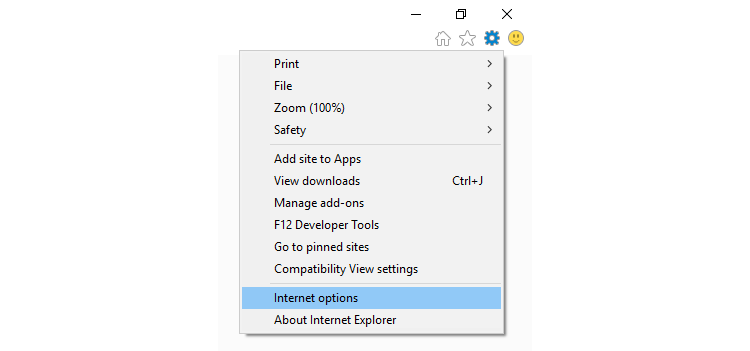 Print
File
Zoom (100%)
Safety
Add site to Apps
View downloads Ctrl+J
Manage add-ons
F12 Developer Tools
Go to pinned sites
Compatibility View settings
Internet options
About Internet Explorer